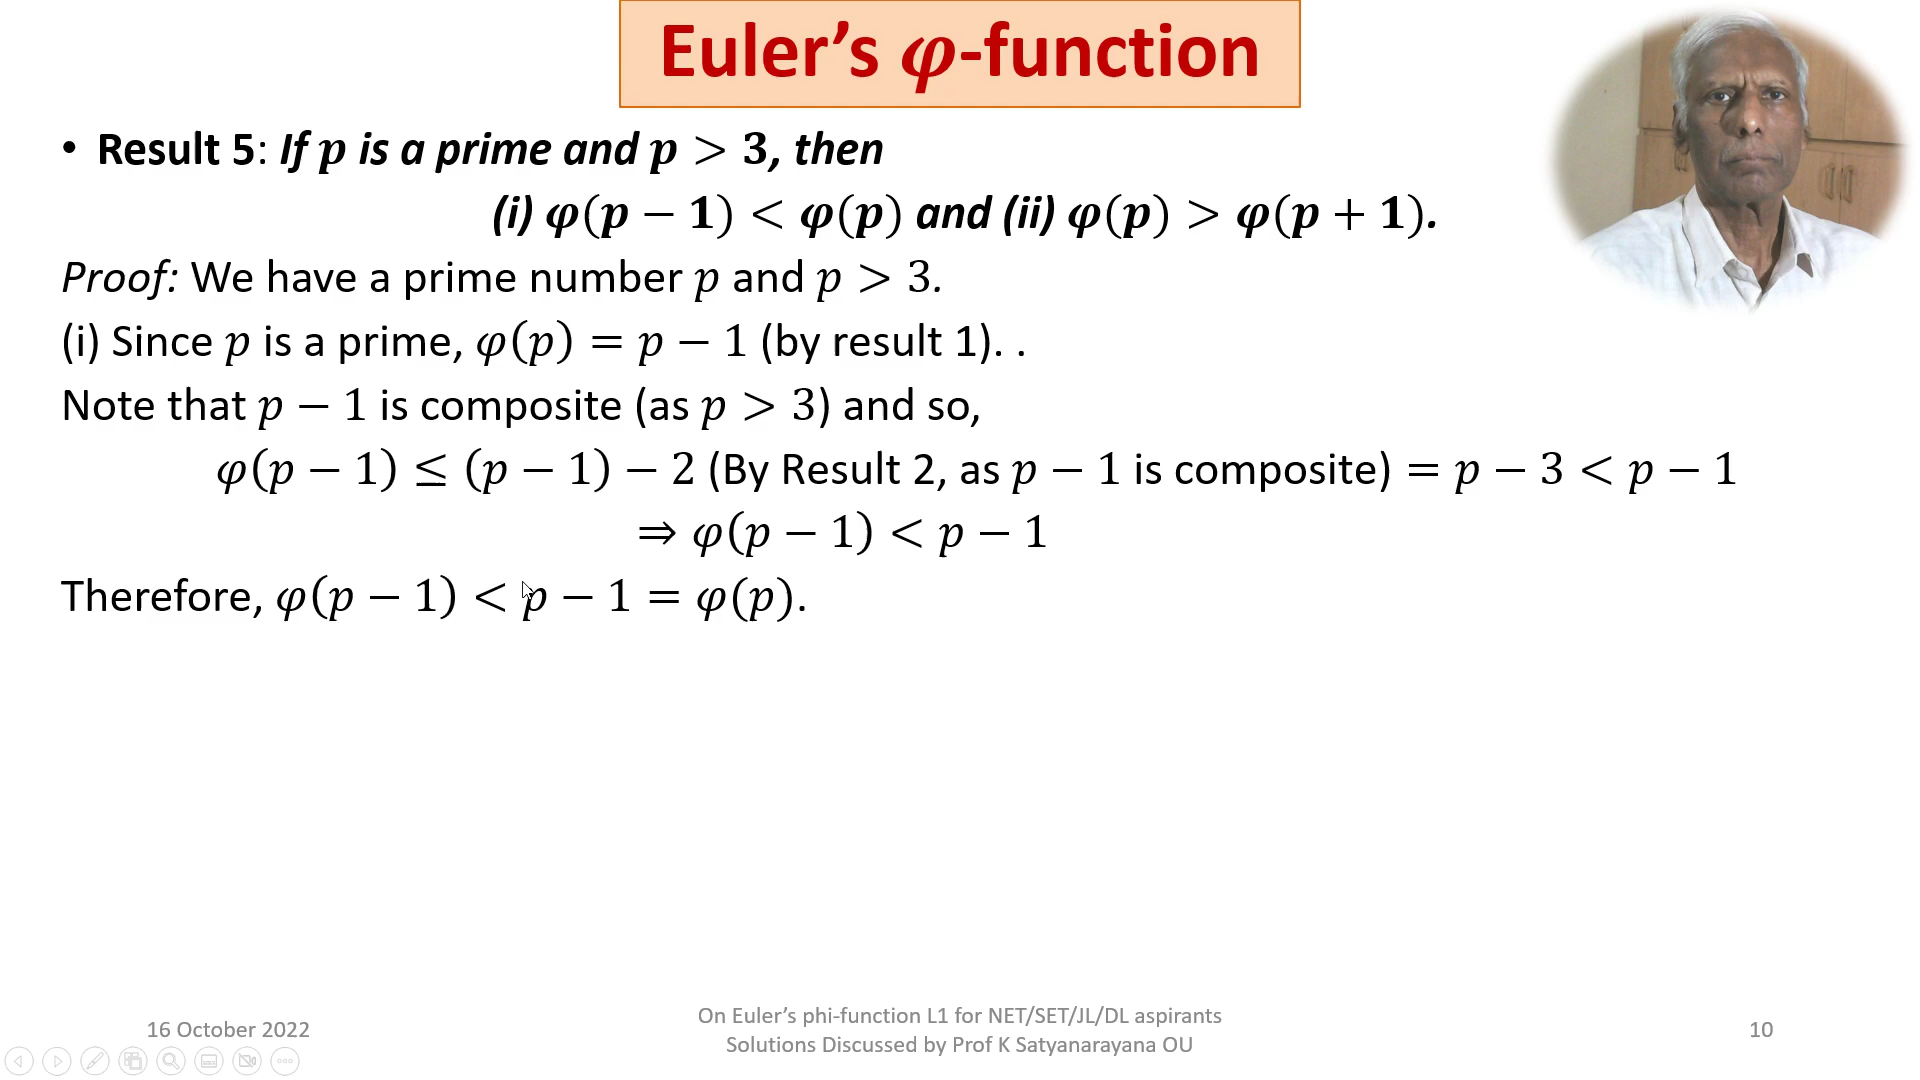 Euler’s 𝝋-function
• Result 5: If 𝒑 is a prime and 𝒑 > 𝟑, then
(i) 𝝋(𝒑 − 𝟏) < 𝝋(𝒑) and (ii) 𝝋(𝒑) > 𝝋(𝒑 + 𝟏).
Proof: We have a prime number 𝑝 and 𝑝 > 3.
(i) Since 𝑝 is a prime, 𝜑(𝑝) = 𝑝 − 1 (by result 1). .
Note that 𝑝 − 1 is composite (as 𝑝 > 3) and so,
𝜑(𝑝 − 1) ≤ (𝑝 − 1) − 2 (By Result 2, as 𝑝 − 1 is composite) = 𝑝 − 3 < 𝑝 − 1
⇒ 𝜑(𝑝 − 1) < 𝑝 − 1
Therefore, 𝜑(𝑝 − 1) < 𝑝 − 1 = 𝜑(𝑝).
16 October 2022
On Euler’s phi-function L1 for NET/SET/JL/DL aspirants
Solutions Discussed by Prof K Satyanarayana OU
10